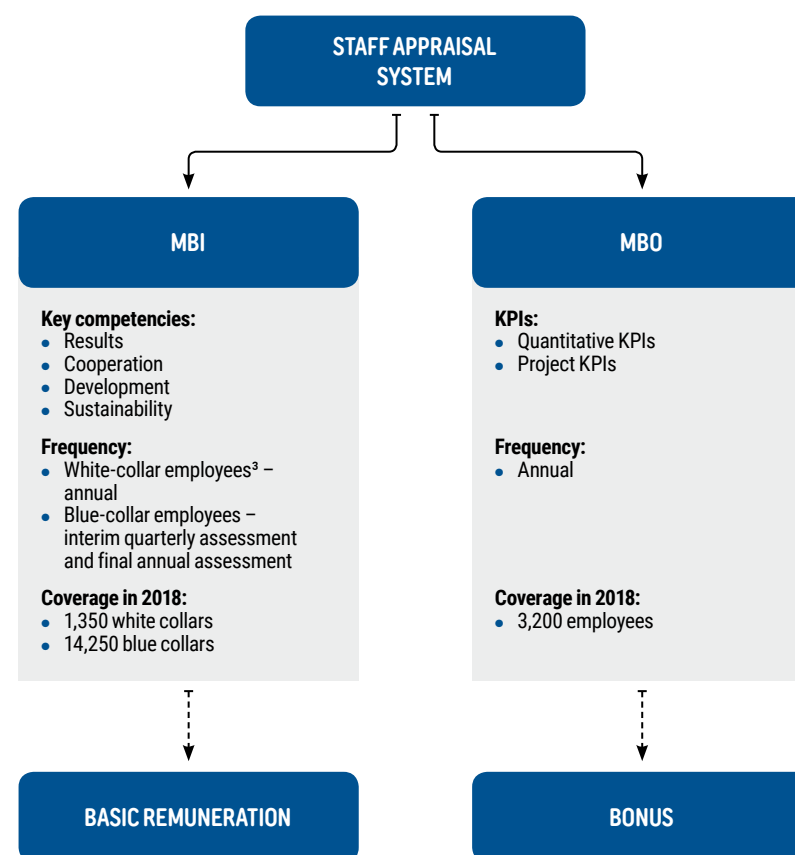 STAFF APPRAISAL
SYSTEM
MBI
Key competencies:
• Results
• Cooperation
• Development
• Sustainability
Frequency:
• White-collar employees³ –
annual
• Blue-collar employees –
interim quarterly assessment
and final annual assessment
Coverage in 2018:
• 1,350 white collars
• 14,250 blue collars
BASIC REMUNERATION
MBO
KPIs:
• Quantitative KPIs
• Project KPIs
Frequency:
• Annual
Coverage in 2018:
• 3,200 employees
BONUS